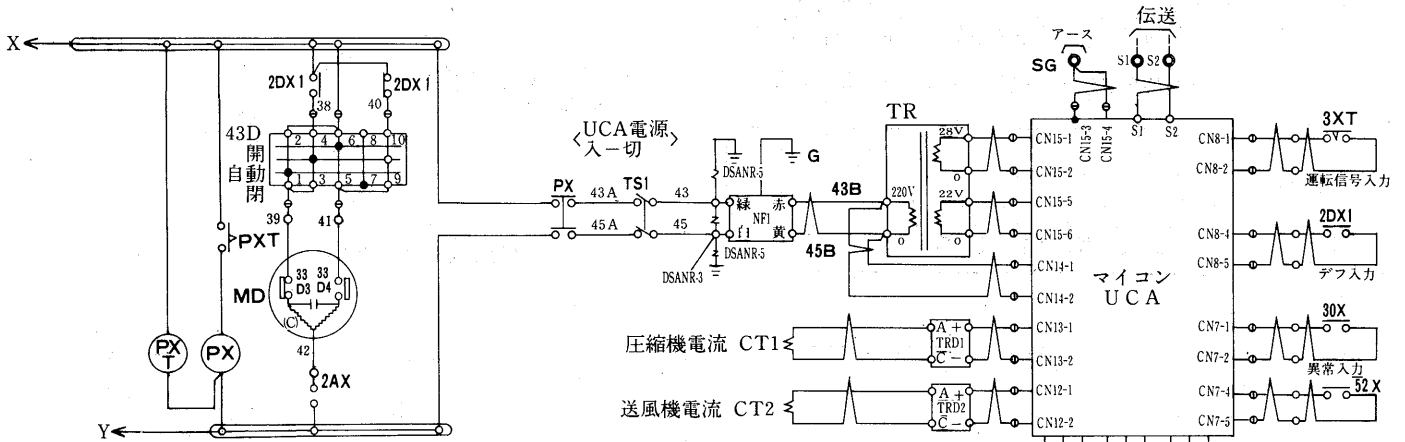 X
2DX1
2DX1
38
40
43D
開
自動
閉
2 4 6 8 10
1 3 5 7 9
39
41
PXT
MD
33
D3
33
D4
(C)
42
PX
T
PX
2AX
Y
〈UCA電源〉
入ー切
PX
43A
TS1
43
45A
45
DSANR-5
G
緑 赤
NF1
白 黄
DSANR-5
DSANR-3
43B
45B
TR
28V
0
220V
22V
0
0
アース
SG
伝送
S1
S2
CN15-3
CN15-4
S1
S2
CN15-1
CN15-2
CN15-5
CN15-6
CN14-1
CN14-2
CN13-1
CN13-2
CN12-1
CN12-2
マイコン
UCA
圧縮機電流 CT1
A +
TRD1
C -
送風機電流 CT2
A +
TRD2
C -
CN8-1
CN8-2
3XT
運転信号入力
CN8-4
CN8-5
2DX1
デフ入力
CN7-1
CN7-2
30X
異常入力
CN7-4
CN7-5
52X